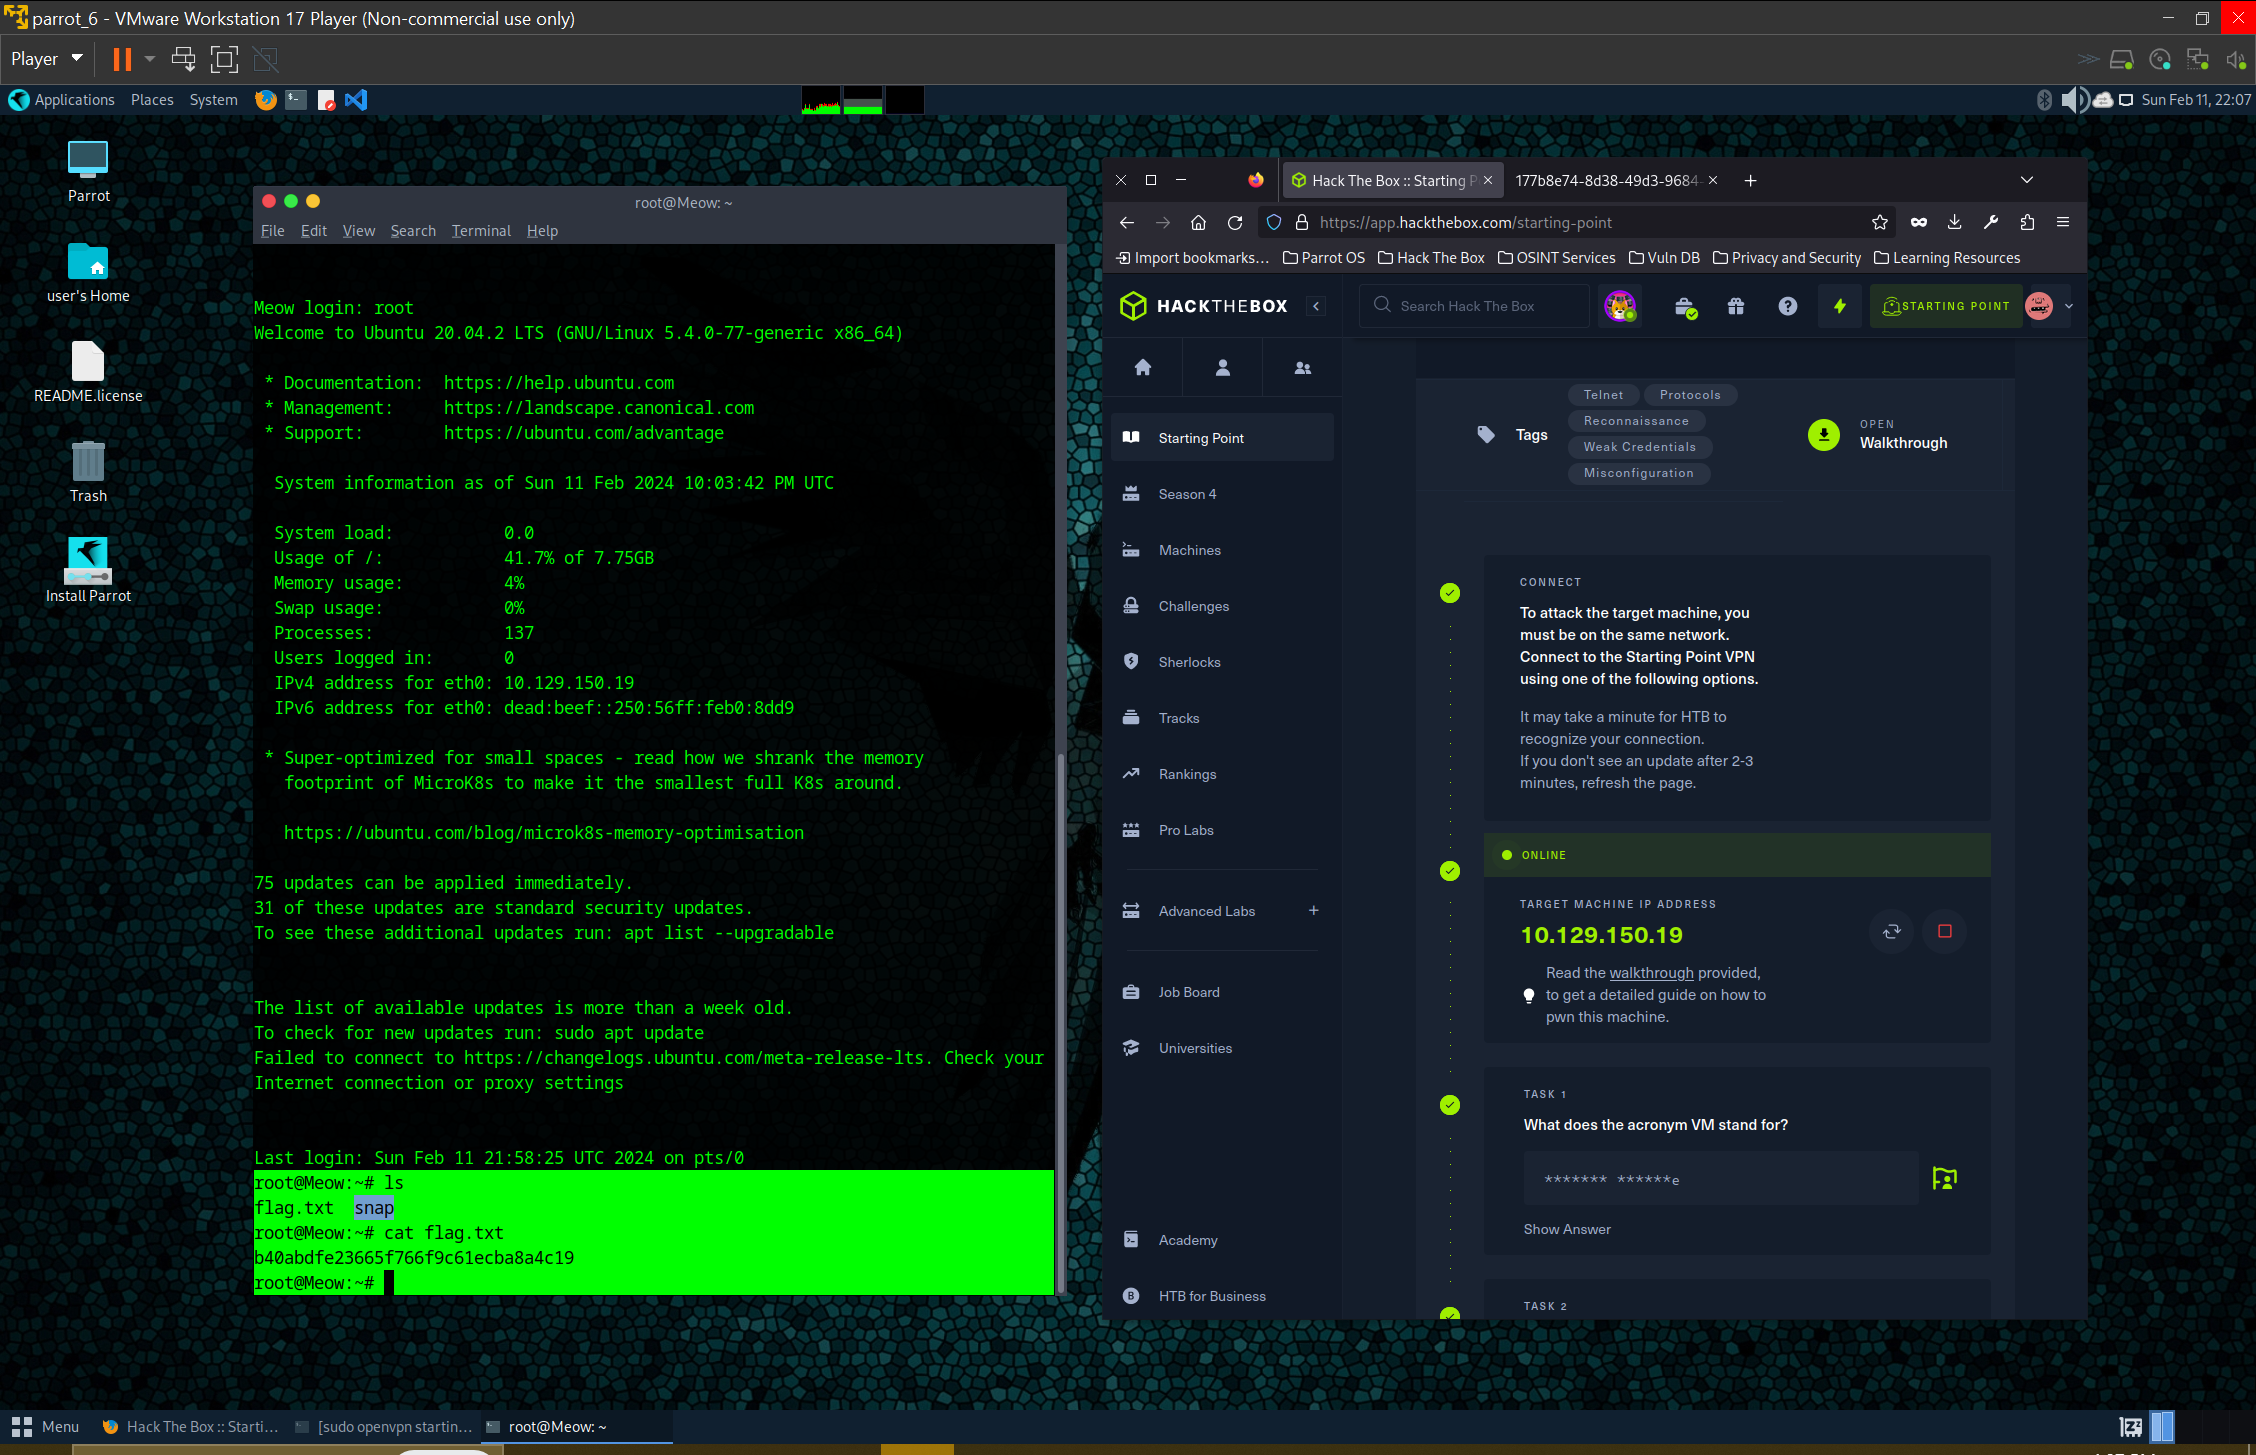 parrot_6 - VMware Workstation 17 Player (Non-commercial use only)
Player
Applications Places System
Sun Feb 11, 22:07
Parrot
user's Home
README.license
Trash
Install Parrot
root@Meow: ~
File Edit View Search Terminal Help
Meow login: root
Welcome to Ubuntu 20.04.2 LTS (GNU/Linux 5.4.0-77-generic x86_64)
* Documentation: https://help.ubuntu.com
* Management: https://landscape.canonical.com
* Support: https://ubuntu.com/advantage
System information as of Sun 11 Feb 2024 10:03:42 PM UTC
System load: 0.0
Usage of /: 41.7% of 7.75GB
Memory usage: 4%
Swap usage: 0%
Processes: 137
Users logged in: 0
IPv4 address for eth0: 10.129.150.19
IPv6 address for eth0: dead:beef::250:56ff:feb0:8dd9
* Super-optimized for small spaces - read how we shrank the memory
footprint of MicroK8s to make it the smallest full K8s around.
https://ubuntu.com/blog/microk8s-memory-optimisation
75 updates can be applied immediately.
31 of these updates are standard security updates.
To see these additional updates run: apt list --upgradable
The list of available updates is more than a week old.
To check for new updates run: sudo apt update
Failed to connect to https://changelogs.ubuntu.com/meta-release-lts. Check your
Internet connection or proxy settings
Last login: Sun Feb 11 21:58:25 UTC 2024 on pts/0
root@Meow:~# ls
flag.txt snap
root@Meow:~# cat flag.txt
b40abdfe23665f766f9c61ecba8a4c19
root@Meow:~#
Hack The Box :: Starting P
177b8e74-8d38-49d3-9684-
https://app.hackthebox.com/starting-point
Import bookmarks... Parrot OS Hack The Box OSINT Services Vuln DB Privacy and Security Learning Resources
HACKTHEBOX
Search Hack The Box
STARTING POINT
Starting Point
Season 4
Machines
Challenges
Sherlocks
Tracks
Rankings
Pro Labs
Advanced Labs +
Job Board
Universities
Academy
HTB for Business
Tags
Telnet Protocols
Reconnaissance
Weak Credentials
Misconfiguration
OPEN
Walkthrough
CONNECT
To attack the target machine, you
must be on the same network.
Connect to the Starting Point VPN
using one of the following options.
It may take a minute for HTB to
recognize your connection.
If you don't see an update after 2-3
minutes, refresh the page.
ONLINE
TARGET MACHINE IP ADDRESS
10.129.150.19
Read the walkthrough provided,
to get a detailed guide on how to
pwn this machine.
TASK 1
What does the acronym VM stand for?
******* ******e
Show Answer
TASK 2
Menu
Hack The Box :: Starti...
[sudo openvpn startin...
root@Meow: ~